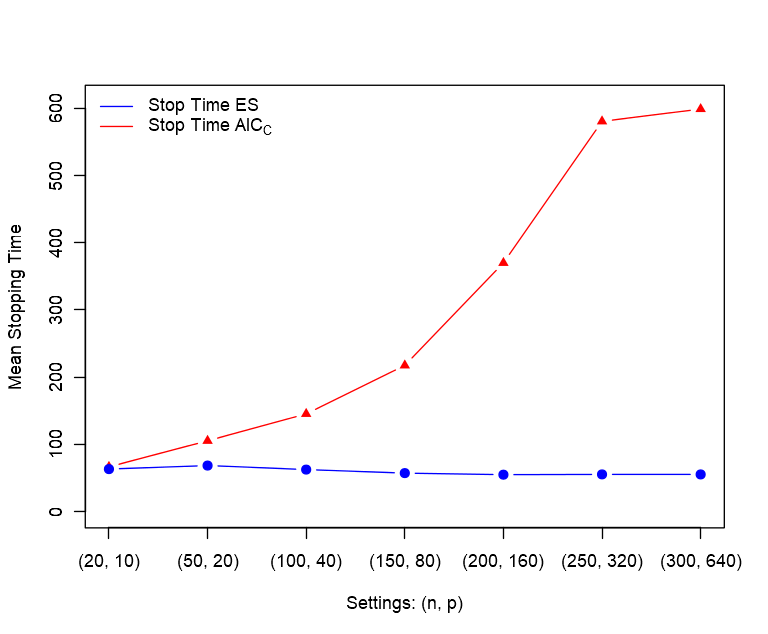 Stop Time ES
Stop Time AIC_C
Mean Stopping Time
600
500
400
300
200
100
0
(20, 10) (50, 20) (100, 40) (150, 80) (200, 160) (250, 320) (300, 640)
Settings: (n, p)